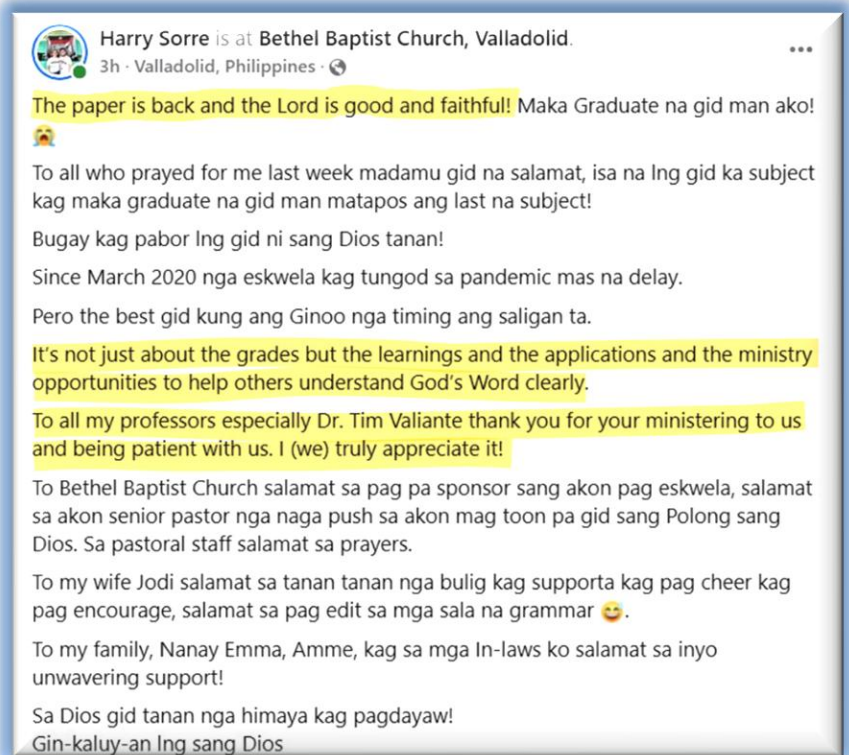 Harry Sorre is at Bethel Baptist Church, Valladolid.
3h · Valladolid, Philippines ·
The paper is back and the Lord is good and faithful! Maka Graduate na gid man ako!
😭
To all who prayed for me last week madamu gid na salamat, isa na lng gid ka subject
kag maka graduate na gid man matapos ang last na subject!
Bugay kag pabor lng gid ni sang Dios tanan!
Since March 2020 nga eskwela kag tungod sa pandemic mas na delay.
Pero the best gid kung ang Ginoo nga timing ang saligan ta.
It's not just about the grades but the learnings and the applications and the ministry
opportunities to help others understand God's Word clearly.
To all my professors especially Dr. Tim Valiante thank you for your ministering to us
and being patient with us. I (we) truly appreciate it!
To Bethel Baptist Church salamat sa pag pa sponsor sang akon pag eskwela, salamat
sa akon senior pastor nga naga push sa akon mag toon pa gid sang Polong sang
Dios. Sa pastoral staff salamat sa prayers.
To my wife Jodi salamat sa tanan tanan nga bulig kag supporta kag pag cheer kag
pag encourage, salamat sa pag edit sa mga sala na grammar 😅.
To my family, Nanay Emma, Amme, kag sa mga In-laws ko salamat sa inyo
unwavering support!
Sa Dios gid tanan nga himaya kag pagdayaw!
Gin-kaluy-an lng sang Dios